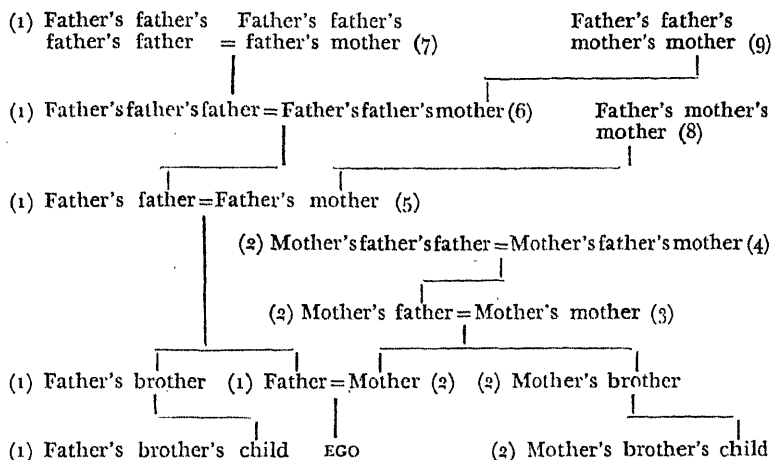 (1) Father's father's Father's father's Father's father's
father's father = father's mother (7) mother's mother (9)
(1) Father's father's father = Father's father's mother (6) Father's mother's
mother (8)
(1) Father's father = Father's mother (5)
(2) Mother's father's father = Mother's father's mother (4)
(2) Mother's father = Mother's mother (3)
(1) Father's brother (1) Father = Mother (2) (2) Mother's brother
(1) Father's brother's child EGO (2) Mother's brother's child